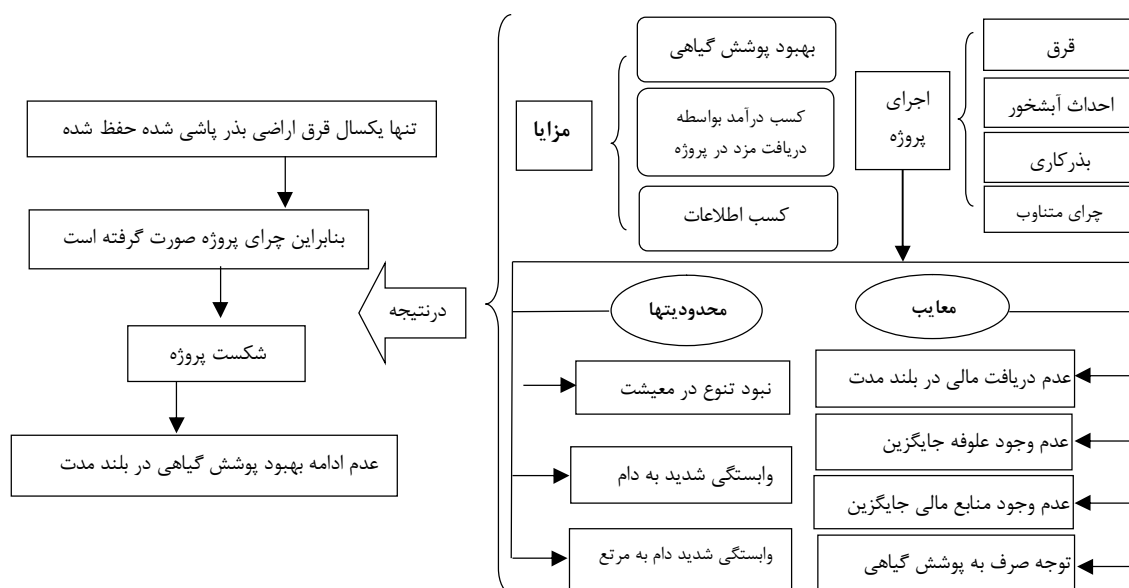 قرق
احداث آبشخور
بذرکاری
چرای متناوب
اجرای
پروژه
بهبود پوشش گیاهی
کسب درآمد بواسطه
دریافت مزد در پروژه
کسب اطلاعات
مزایا
معایب
عدم دریافت مالی در بلند مدت
عدم وجود علوفه جایگزین
عدم وجود منابع مالی جایگزین
توجه صرف به پوشش گیاهی
محدودیتها
نبود تنوع در معیشت
وابستگی شدید به دام
وابستگی شدید دام به مرتع
درنتیجه
تنها یکسال قرق اراضی بذر پاشی شده حفظ شده
بنابراین چرای پروژه صورت گرفته است
شکست پروژه
عدم ادامه بهبود پوشش گیاهی در بلند مدت